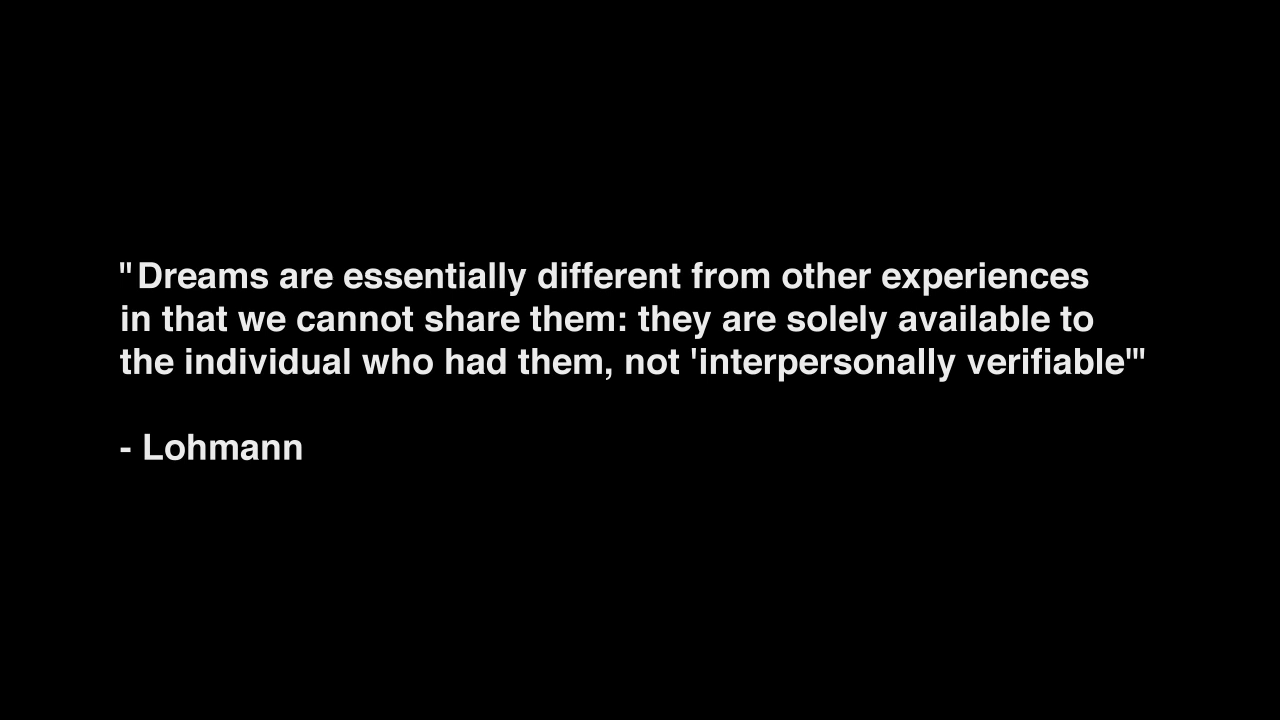 "Dreams are essentially different from other experiences
in that we cannot share them: they are solely available to
the individual who had them, not 'interpersonally verifiable'"
- Lohmann